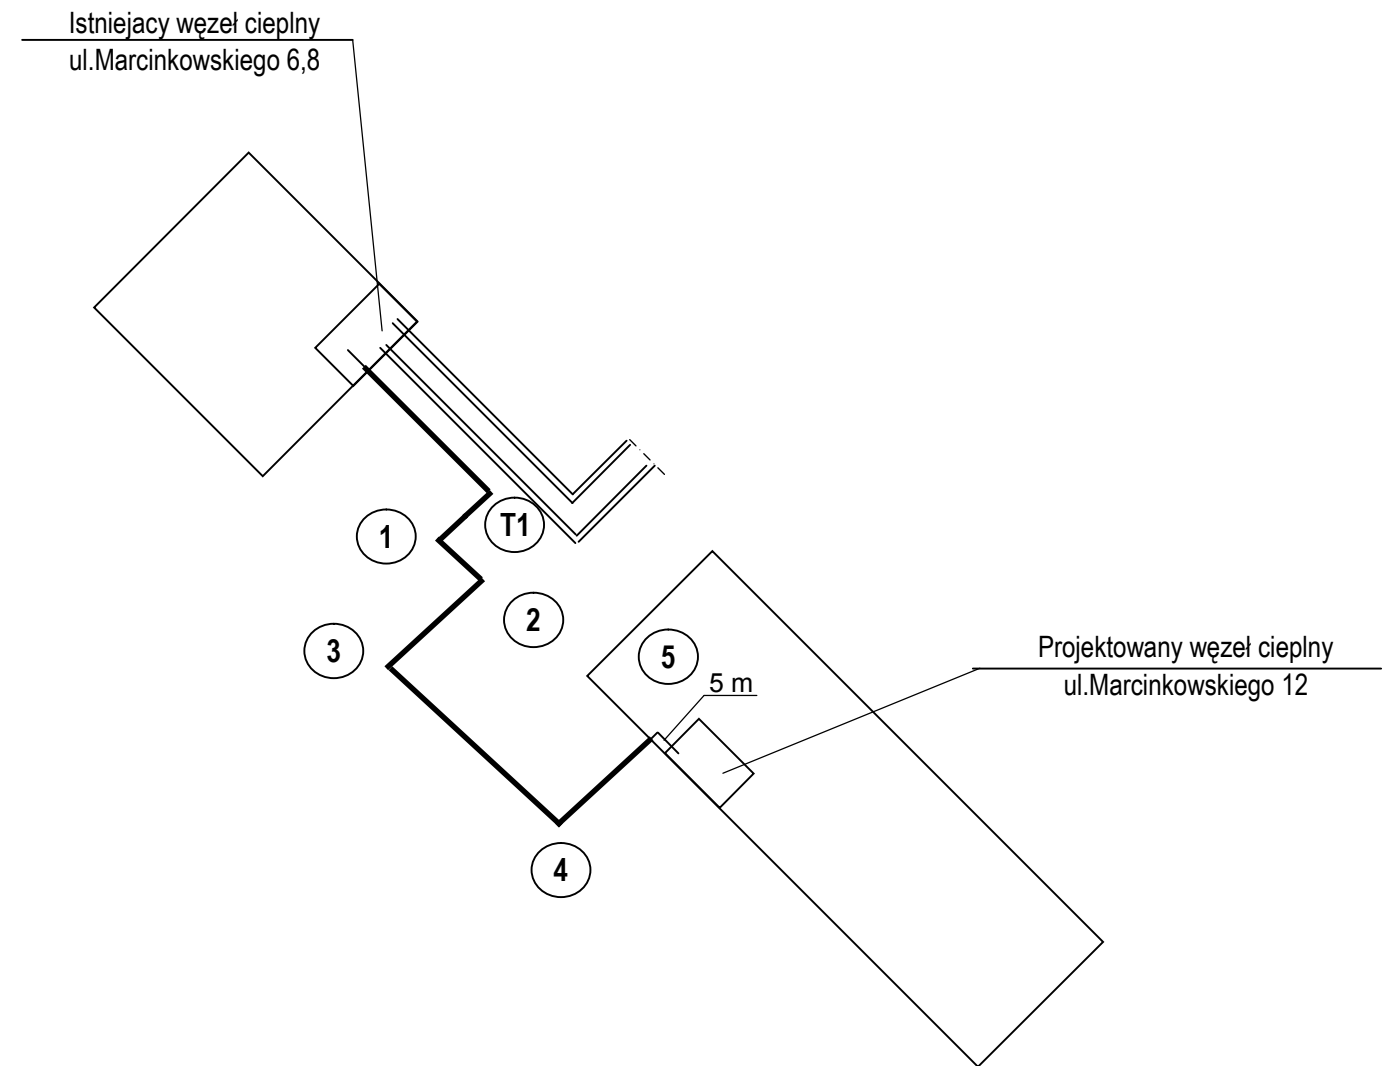 Istniejacy węzeł cieplny
ul.Marcinkowskiego 6,8
1
T1
2
3
5
5 m
Projektowany węzeł cieplny
ul.Marcinkowskiego 12
4